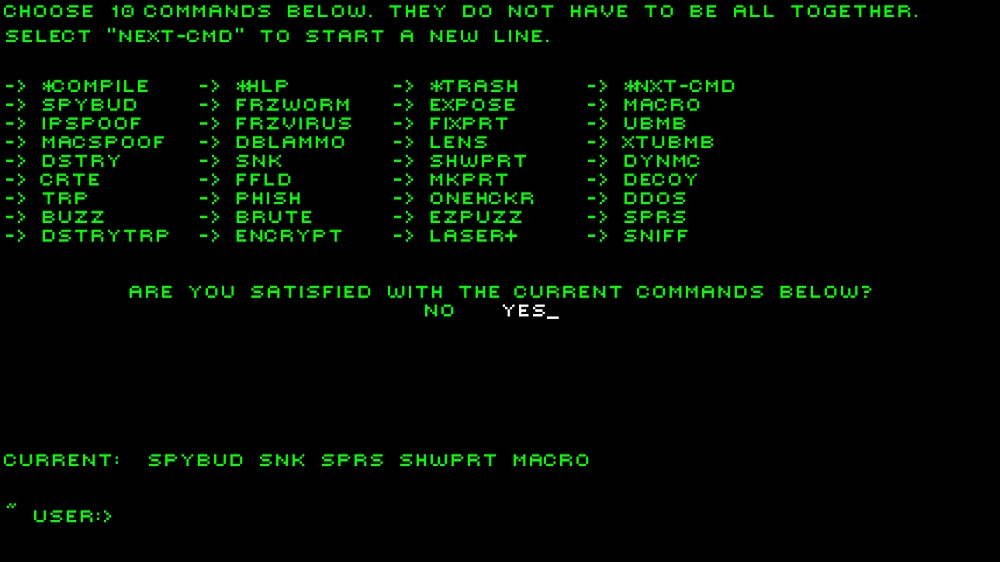 CHOOSE 10 COMMANDS BELOW. THEY DO NOT HAVE TO BE ALL TOGETHER.
SELECT "NEXT-CMD" TO START A NEW LINE.
-> *COMPILE -> *HLP -> *TRASH -> *NXT-CMD
-> SPYBUD -> FRZWORM -> EXPOSE -> MACRO
-> IPSPOOF -> FRZVIRUS -> FIXPRT -> UBMB
-> MACSPOOF -> DBLAMMO -> LENS -> XTUBMB
-> DSTRY -> SNK -> SHWPRT -> DYNMC
-> CRTE -> FFLD -> MKPRT -> DECOY
-> TRP -> PHISH -> ONEHCKR -> DDOS
-> BUZZ -> BRUTE -> EZPUZZ -> SPRS
-> DSTRYTRP -> ENCRYPT -> LASER+ -> SNIFF
ARE YOU SATISFIED WITH THE CURRENT COMMANDS BELOW?
NO YES_
CURRENT: SPYBUD SNK SPRS SHWPRT MACRO
~ USER:>